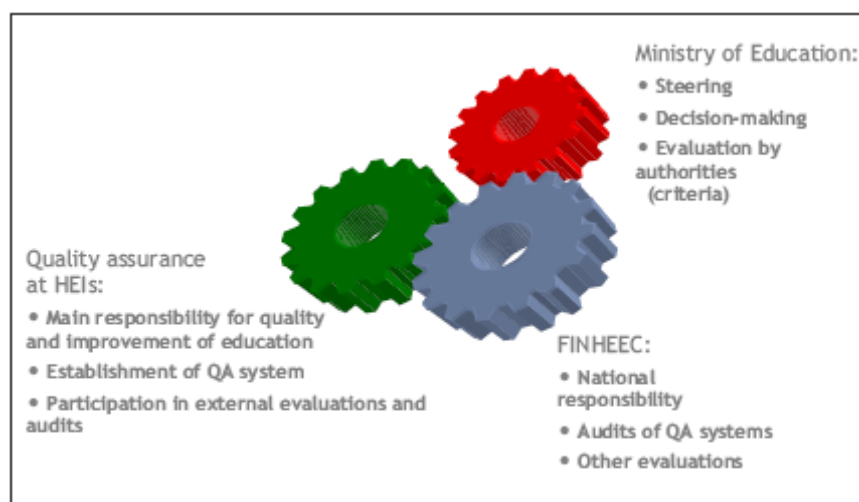 Ministry of Education:
• Steering
• Decision-making
• Evaluation by
authorities
(criteria)
Quality assurance
at HEIs:
• Main responsibility for quality
and improvement of education
• Establishment of QA system
• Participation in external evaluations and
audits
FINHEEC:
• National
responsibility
• Audits of QA systems
• Other evaluations